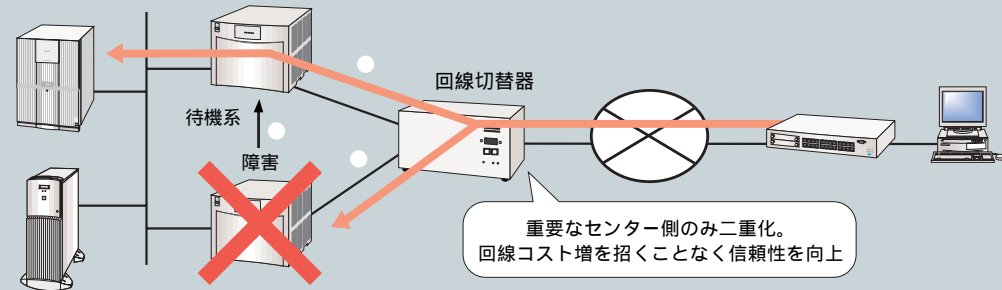 回線切替器
待機系
障害
重要なセンター側のみ二重化。
回線コスト増を招くことなく信頼性を向上